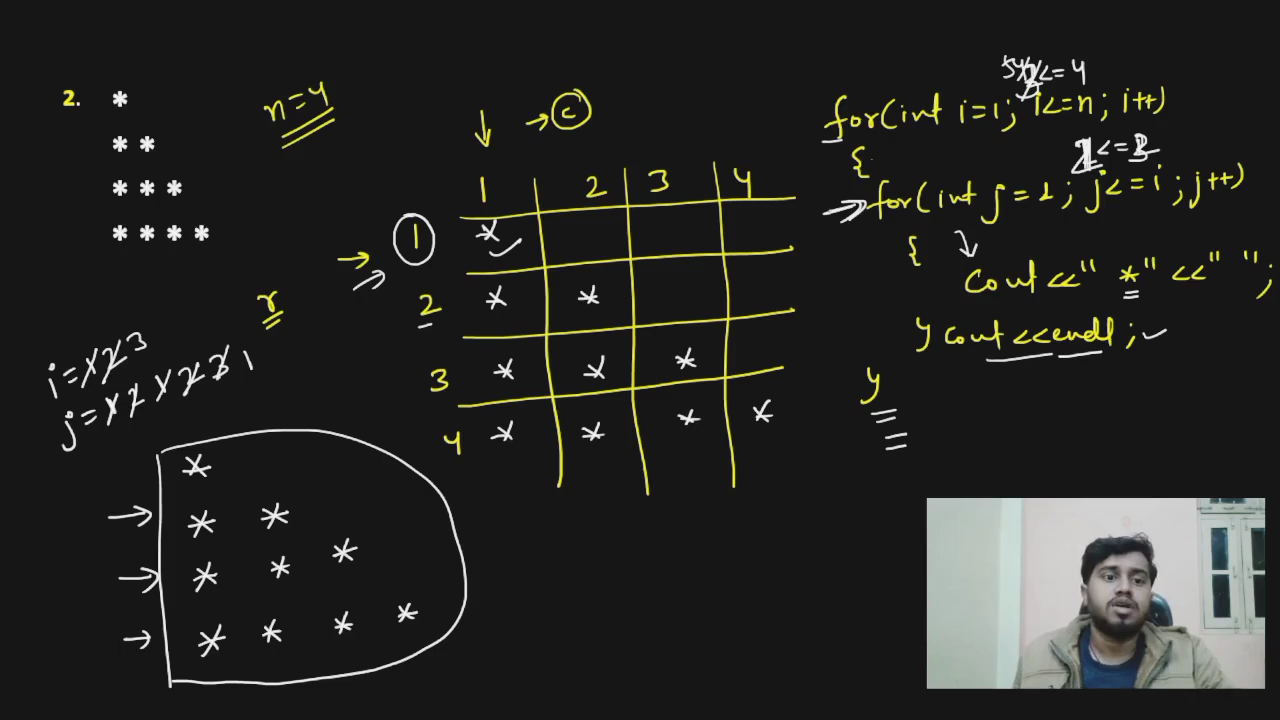 2. *
* *
* * *
* * * *
n=4
→ c
1 2 3 4
1 *
2 * *
3 * * *
4 * * * *
r
i=1 2 3
j=1 2 1 2 3 1
*
* *
* * *
* * * *
<=4
for(int i=1; i<=n; i++)
{
<=
for(int j=1; j<=i; j++)
{
cout<<"*"<<" ";
} cout<<endl;
}